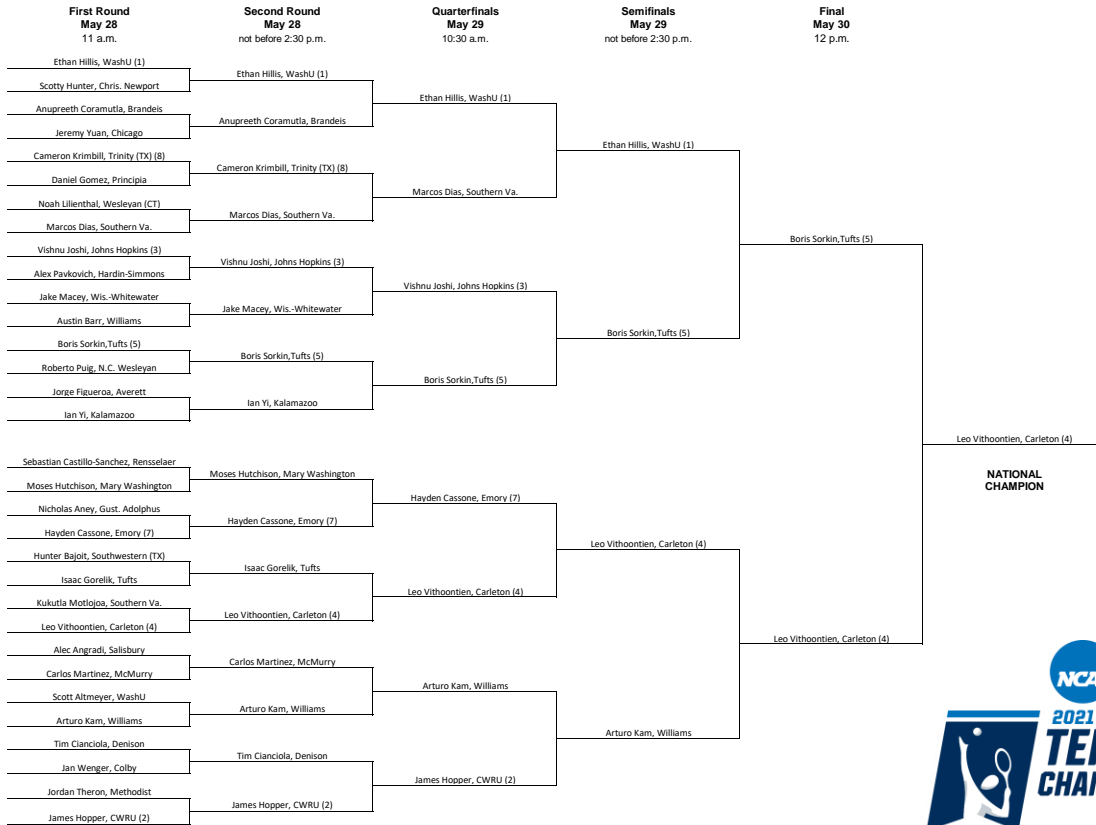 First Round
May 28
11 a.m.
Second Round
May 28
not before 2:30 p.m.
Quarterfinals
May 29
10:30 a.m.
Semifinals
May 29
not before 2:30 p.m.
Final
May 30
12 p.m.
Ethan Hillis, WashU (1)
Scotty Hunter, Chris. Newport
Anupreeth Coramutla, Brandeis
Jeremy Yuan, Chicago
Cameron Krimbill, Trinity (TX) (8)
Daniel Gomez, Principia
Noah Lilienthal, Wesleyan (CT)
Marcos Dias, Southern Va.
Vishnu Joshi, Johns Hopkins (3)
Alex Pavkovich, Hardin-Simmons
Jake Macey, Wis.-Whitewater
Austin Barr, Williams
Boris Sorkin,Tufts (5)
Roberto Puig, N.C. Wesleyan
Jorge Figueroa, Averett
Ian Yi, Kalamazoo
Sebastian Castillo-Sanchez, Rensselaer
Moses Hutchison, Mary Washington
Nicholas Aney, Gust. Adolphus
Hayden Cassone, Emory (7)
Hunter Bajoit, Southwestern (TX)
Isaac Gorelik, Tufts
Kukutla Motlojoa, Southern Va.
Leo Vithoontien, Carleton (4)
Alec Angradi, Salisbury
Carlos Martinez, McMurry
Scott Altmeyer, WashU
Arturo Kam, Williams
Tim Cianciola, Denison
Jan Wenger, Colby
Jordan Theron, Methodist
James Hopper, CWRU (2)
Ethan Hillis, WashU (1)
Anupreeth Coramutla, Brandeis
Cameron Krimbill, Trinity (TX) (8)
Marcos Dias, Southern Va.
Vishnu Joshi, Johns Hopkins (3)
Jake Macey, Wis.-Whitewater
Boris Sorkin,Tufts (5)
Ian Yi, Kalamazoo
Moses Hutchison, Mary Washington
Hayden Cassone, Emory (7)
Isaac Gorelik, Tufts
Leo Vithoontien, Carleton (4)
Carlos Martinez, McMurry
Arturo Kam, Williams
Tim Cianciola, Denison
James Hopper, CWRU (2)
Ethan Hillis, WashU (1)
Marcos Dias, Southern Va.
Vishnu Joshi, Johns Hopkins (3)
Boris Sorkin,Tufts (5)
Hayden Cassone, Emory (7)
Leo Vithoontien, Carleton (4)
Arturo Kam, Williams
James Hopper, CWRU (2)
Ethan Hillis, WashU (1)
Boris Sorkin,Tufts (5)
Leo Vithoontien, Carleton (4)
Arturo Kam, Williams
Boris Sorkin,Tufts (5)
Leo Vithoontien, Carleton (4)
Leo Vithoontien, Carleton (4)
NATIONAL
CHAMPION
2021